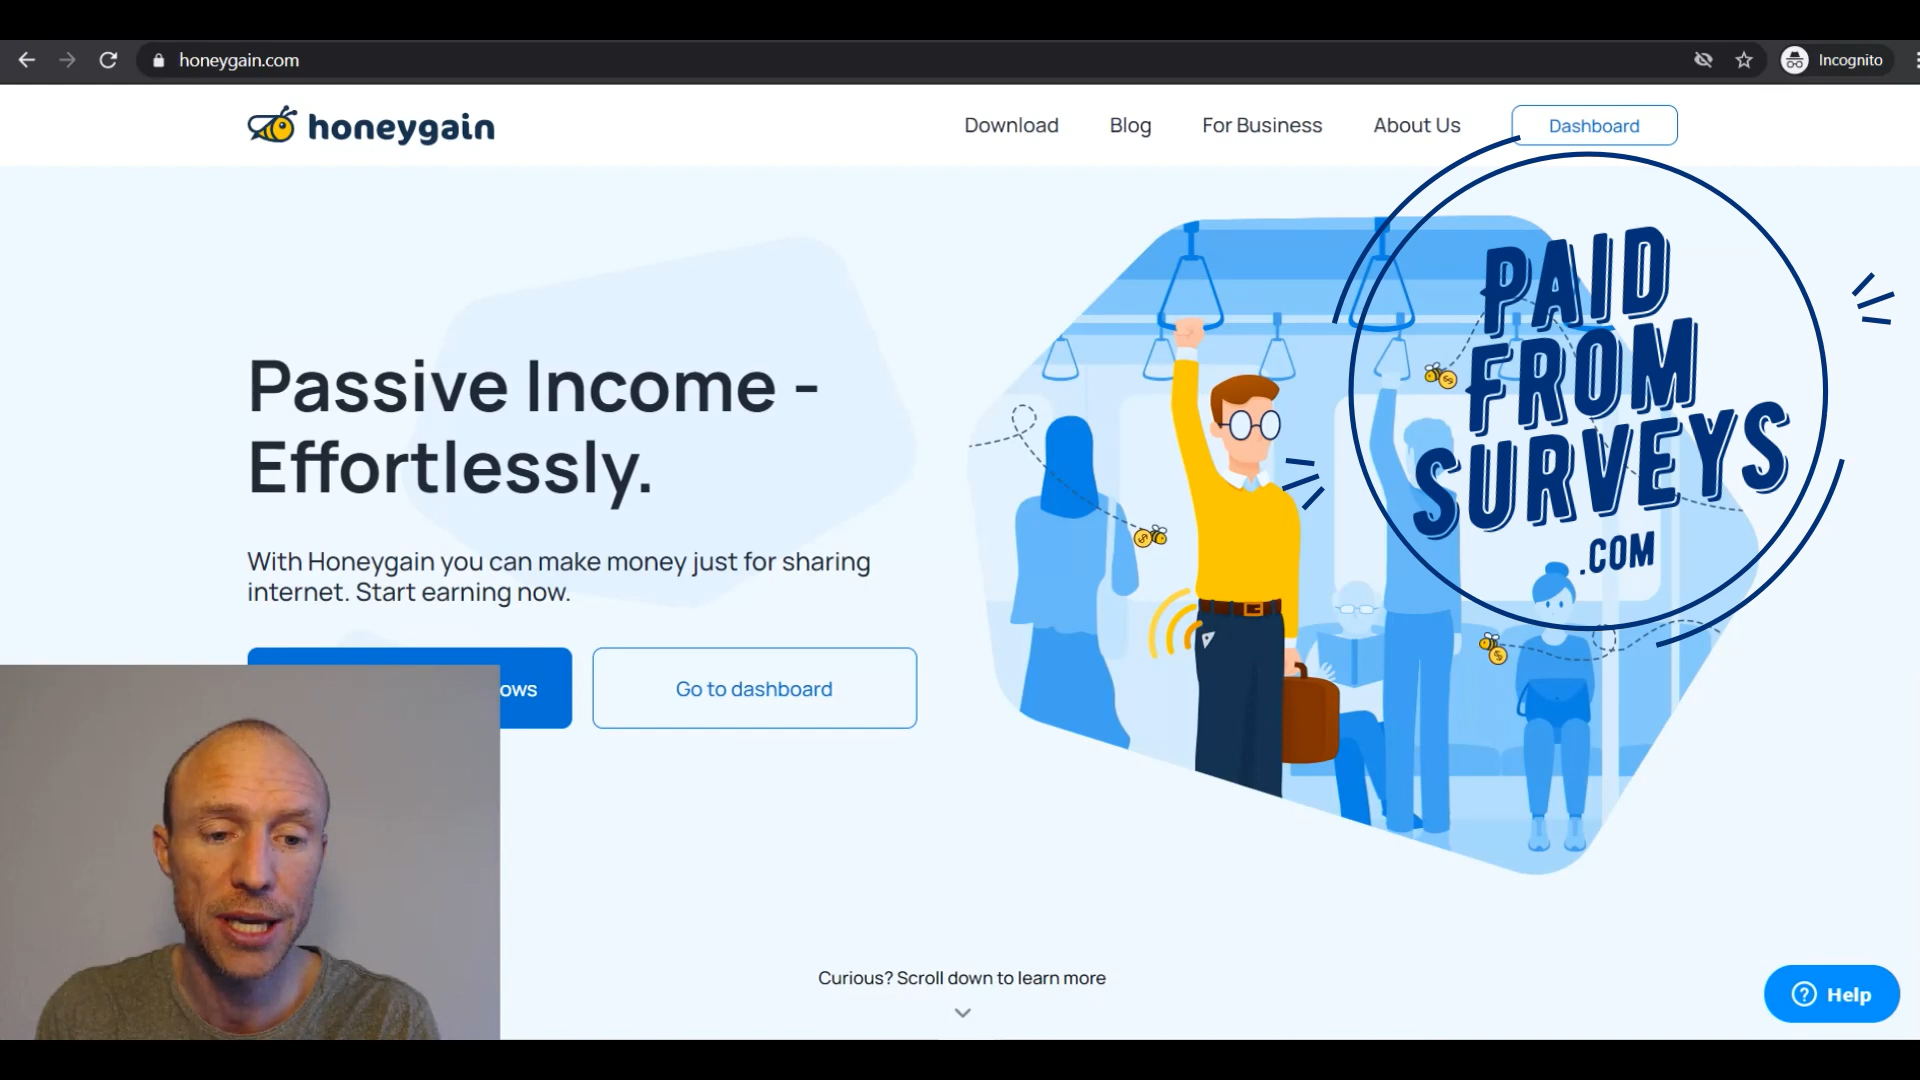 honeygain.com
Incognito
honeygain
Download
Blog
For Business
About Us
Dashboard
PAID
FROM
SURVEYS
.COM
Passive Income -
Effortlessly.
With Honeygain you can make money just for sharing
internet. Start earning now.
ows
Go to dashboard
Curious? Scroll down to learn more
Help